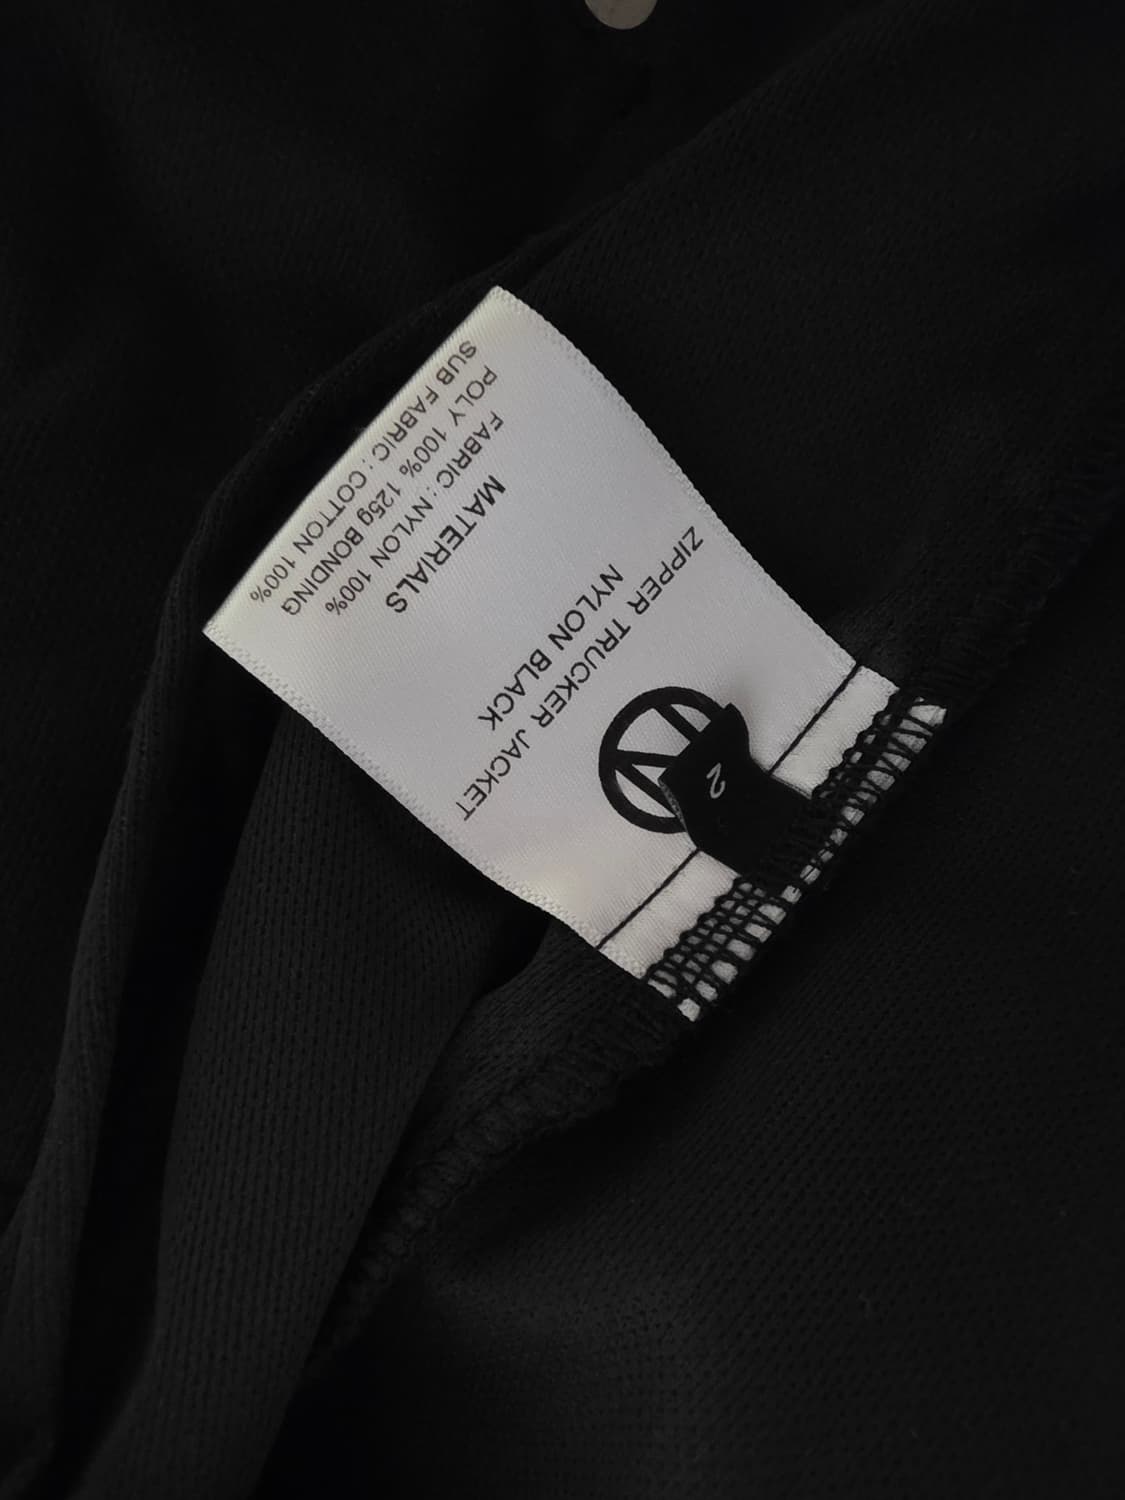 2
ZIPPER TRUCKER JACKET
NYLON BLACK
MATERIALS
FABRIC : NYLON 100%
POLY 100% 125g BONDING
SUB FABRIC : COTTON 100%